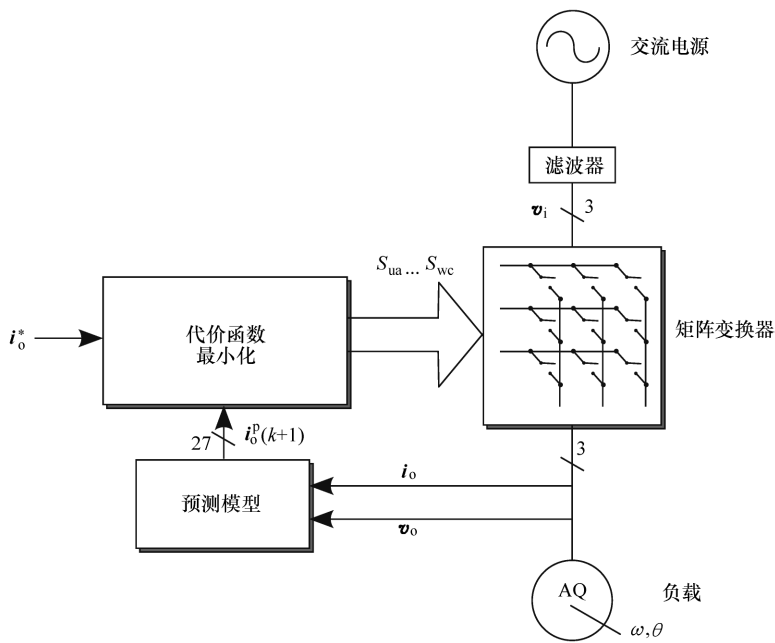 交流电源
滤波器
v_i 3
S_ua ... S_wc
矩阵变换器
i_o^*
代价函数
最小化
27 i_o^p(k+1)
3
预测模型
i_o
v_o
AQ
负载
ω,θ